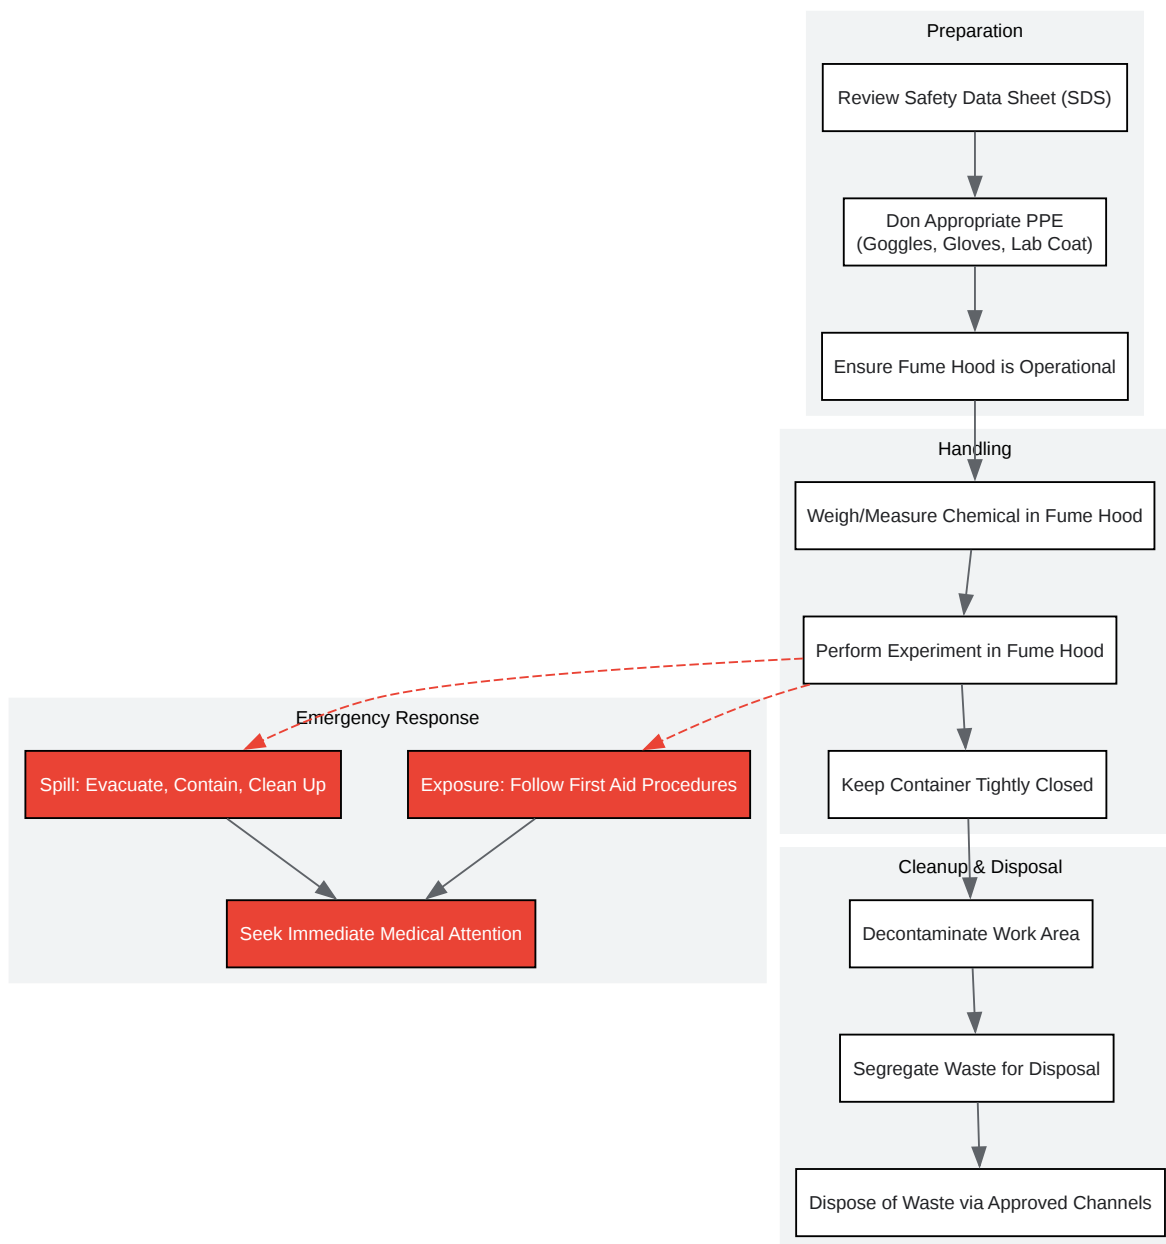 Preparation
Review Safety Data Sheet (SDS)
Don Appropriate PPE
(Goggles, Gloves, Lab Coat)
Ensure Fume Hood is Operational
Handling
Weigh/Measure Chemical in Fume Hood
Perform Experiment in Fume Hood
Keep Container Tightly Closed
Emergency Response
Spill: Evacuate, Contain, Clean Up
Exposure: Follow First Aid Procedures
Seek Immediate Medical Attention
Cleanup & Disposal
Decontaminate Work Area
Segregate Waste for Disposal
Dispose of Waste via Approved Channels